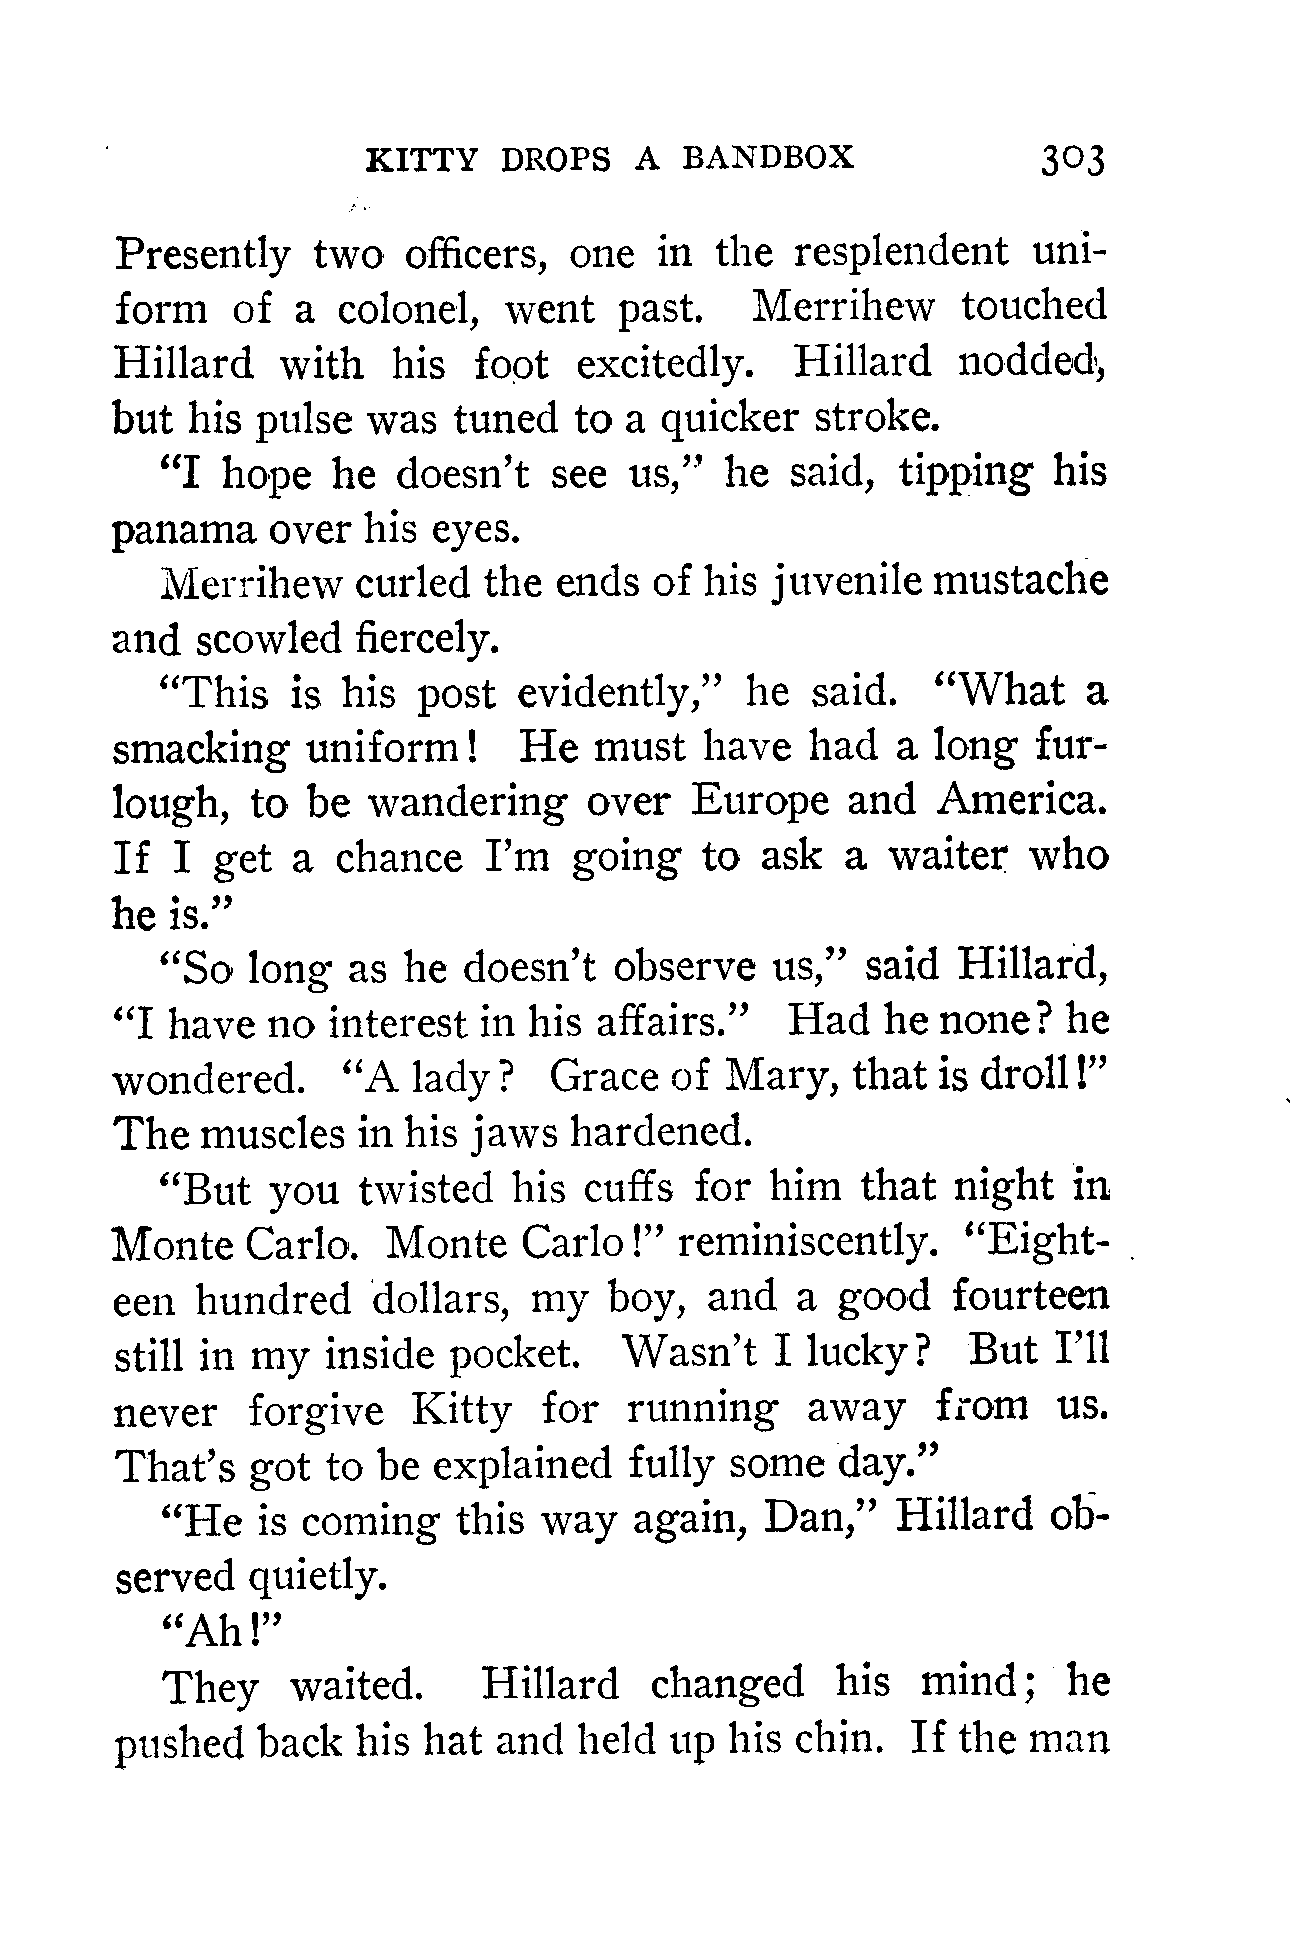 KITTY DROPS A BANDBOX 303
Presently two officers, one in the resplendent uni-
form of a colonel, went past. Merrihew touched
Hillard with his foot excitedly. Hillard nodded,
but his pulse was tuned to a quicker stroke.
“I hope he doesn’t see us,” he said, tipping his
panama over his eyes.
Merrihew curled the ends of his juvenile mustache
and scowled fiercely.
“This is his post evidently,” he said. “What a
smacking uniform! He must have had a long fur-
lough, to be wandering over Europe and America.
If I get a chance I’m going to ask a waiter who
he is.”
“So long as he doesn’t observe us,” said Hillard,
“I have no interest in his affairs.” Had he none? he
wondered. “A lady? Grace of Mary, that is droll!”
The muscles in his jaws hardened.
“But you twisted his cuffs for him that night in
Monte Carlo. Monte Carlo!” reminiscently. “Eight-
een hundred dollars, my boy, and a good fourteen
still in my inside pocket. Wasn’t I lucky? But I’ll
never forgive Kitty for running away from us.
That’s got to be explained fully some day.”
“He is coming this way again, Dan,” Hillard ob-
served quietly.
“Ah!”
They waited. Hillard changed his mind; he
pushed back his hat and held up his chin. If the man